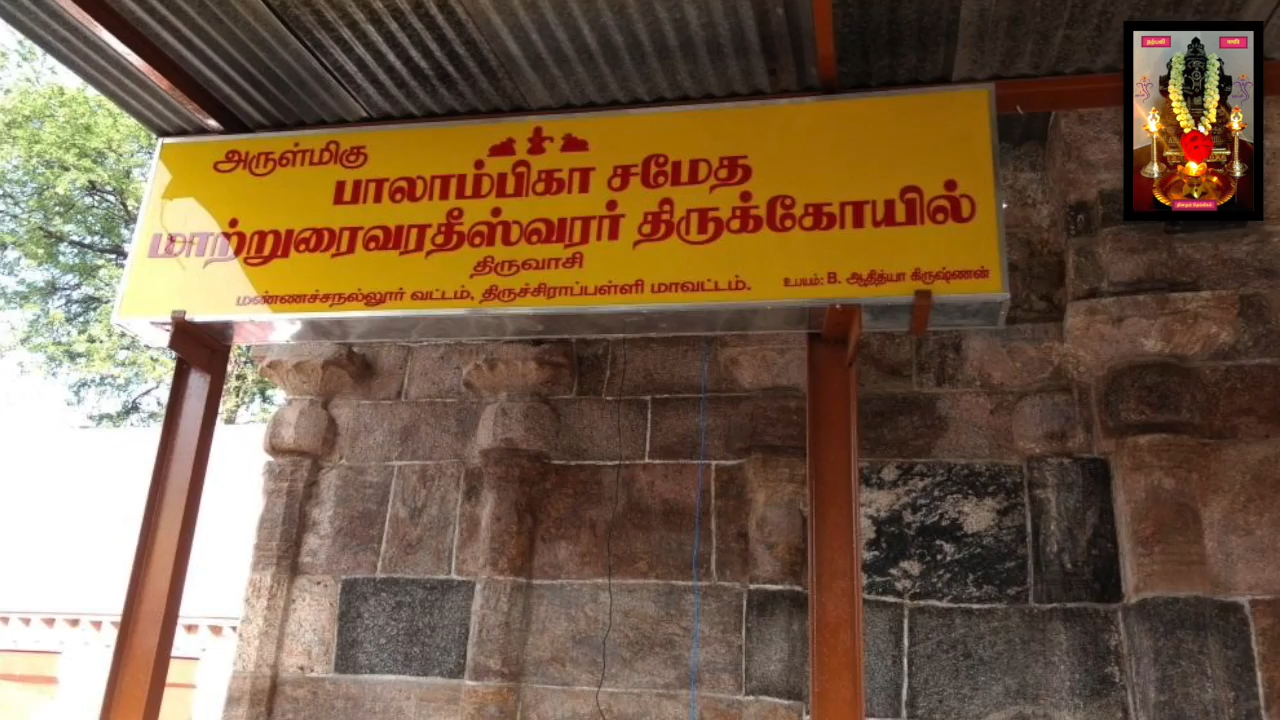 அருள்மிகு
பாலாம்பிகா சமேத
மாற்றுரைவரதீஸ்வரர் திருக்கோயில்
திருவாசி
மண்ணச்சநல்லூர் வட்டம், திருச்சிராப்பள்ளி மாவட்டம்.
உபயம்: B. ஆதித்யா கிருஷ்ணன்